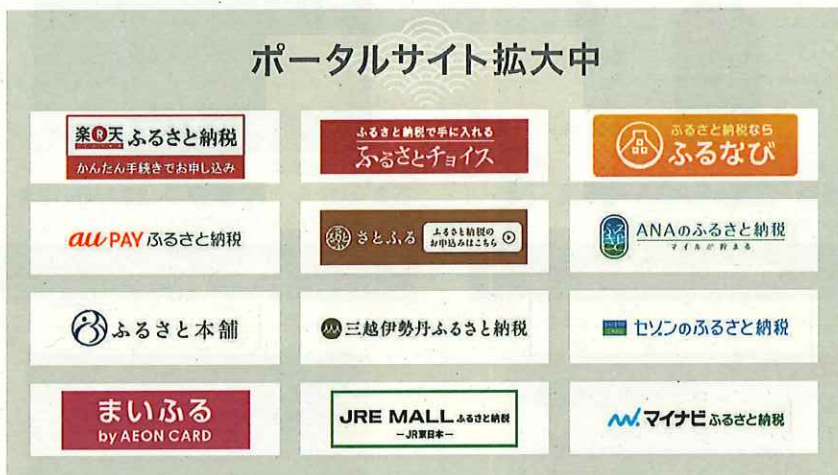 ポータルサイト拡大中
楽R天 ふるさと納税
かんたん手続きでお申し込み
ふるさと納税で手に入れる
ふるさとチョイス
ふるさと納税なら
ふるなび
au PAY ふるさと納税
さとふる
ふるさと納税の
お申込みはこちら
ANAのふるさと納税
マイルが貯まる
ふるさと本舗
三越伊勢丹ふるさと納税
セゾンのふるさと納税
まいふる
by AEON CARD
JRE MALL ふるさと納税
ーJR東日本ー
マイナビふるさと納税